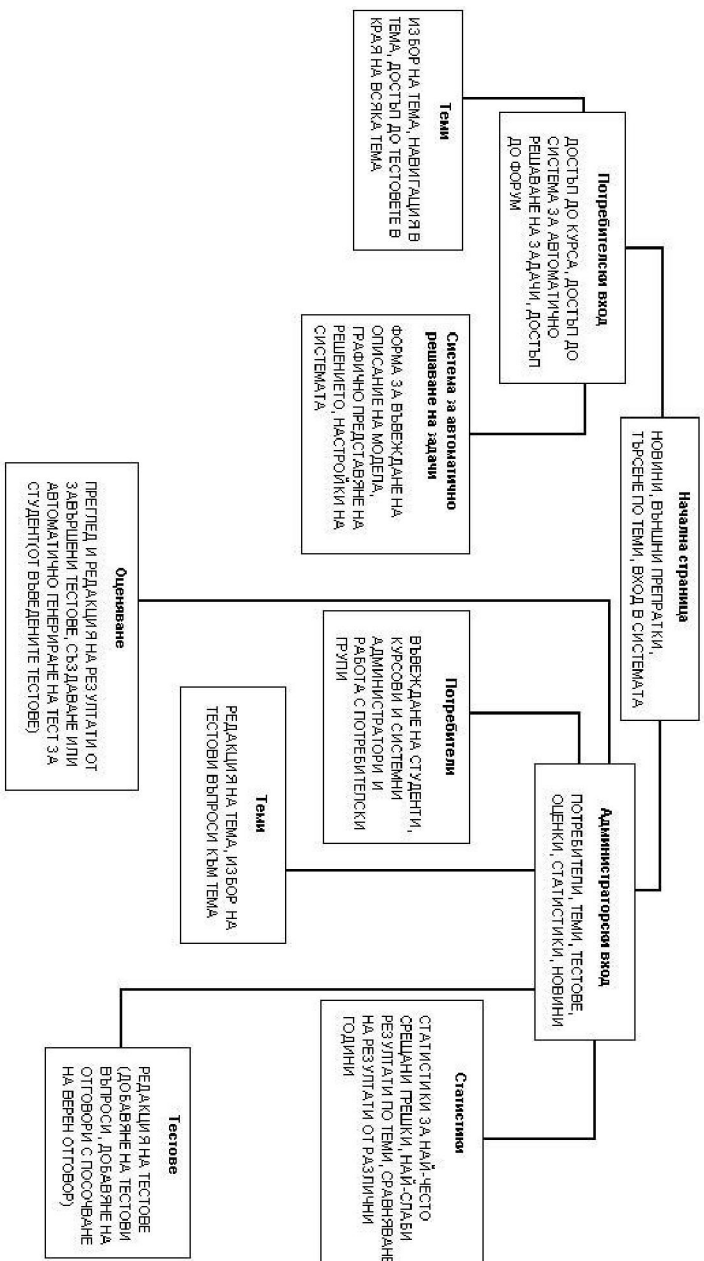 Начална страница
НОВИНИ, ВЪНШНИ ПРЕПРАТКИ,
ТЪРСЕНЕ ПО ТЕМИ, ВХОД В СИСТЕМАТА
Потребителски вход
ДОСТЪП ДО КУРСА, ДОСТЪП ДО
СИСТЕМА ЗА АВТОМАТИЧНО
РЕШАВАНЕ НА ЗАДАЧИ, ДОСТЪП
ДО ФОРУМ
Администраторски вход
ПОТРЕБИТЕЛИ, ТЕМИ, ТЕСТОВЕ,
ОЦЕНКИ, СТАТИСТИКИ, НОВИНИ
Теми
ИЗБОР НА ТЕМА, НАВИГАЦИЯ В
ТЕМА, ДОСТЪП ДО ТЕСТОВЕТЕ В
КРАЯ НА ВСЯКА ТЕМА
Система за автоматично
решаване на задачи
ФОРМА ЗА ВЪВЕЖДАНЕ НА
ОПИСАНИЕ НА МОДЕЛА,
ГРАФИЧНО ПРЕДСТАВЯНЕ НА
РЕШЕНИЕТО, НАСТРОЙКИ НА
СИСТЕМАТА
Потребители
ВЪВЕЖДАНЕ НА СТУДЕНТИ,
КУРСОВИ И СИСТЕМНИ
АДМИНИСТРАТОРИ И
РАБОТА С ПОТРЕБИТЕЛСКИ
ГРУПИ
Статистики
СТАТИСТИКИ ЗА НАЙ-ЧЕСТО
СРЕЩАНИ ГРЕШКИ, НАЙ-СЛАБИ
РЕЗУЛТАТИ ПО ТЕМИ, СРАВНЯВАНЕ
НА РЕЗУЛТАТИ ОТ РАЗЛИЧНИ
ГОДИНИ
Теми
РЕДАКЦИЯ НА ТЕМА, ИЗБОР НА
ТЕСТОВИ ВЪПРОСИ КЪМ ТЕМА
Оценяване
ПРЕГЛЕД И РЕДАКЦИЯ НА РЕЗУЛТАТИ ОТ
ЗАВЪРШЕНИ ТЕСТОВЕ, СЪЗДАВАНЕ ИЛИ
АВТОМАТИЧНО ГЕНЕРИРАНЕ НА ТЕСТ ЗА
СТУДЕНТ(ОТ ВЪВЕДЕНИТЕ ТЕСТОВЕ)
Тестове
РЕДАКЦИЯ НА ТЕСТОВЕ
(ДОБАВЯНЕ НА ТЕСТОВИ
ВЪПРОСИ, ДОБАВЯНЕ НА
ОТГОВОРИ С ПОСОЧВАНЕ
НА ВЕРЕН ОТГОВОР)